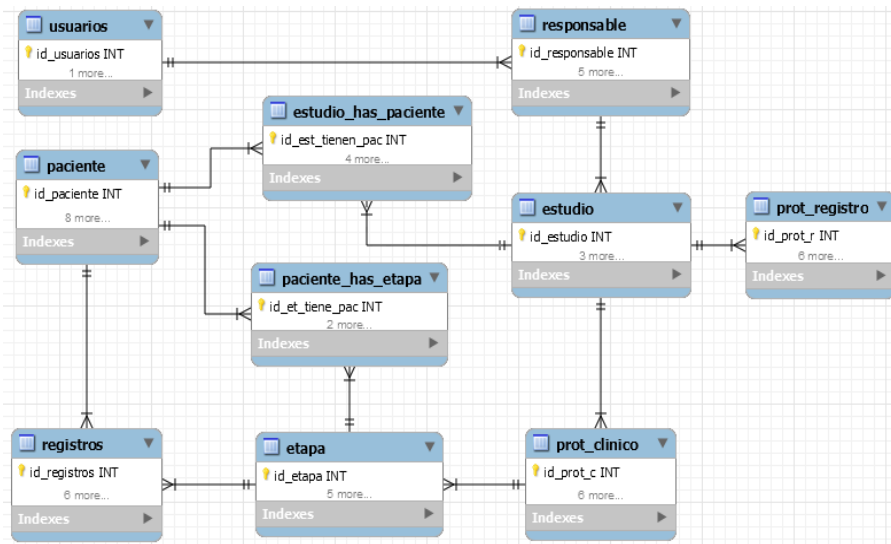 usuarios
id_usuarios INT
1 more...
Indexes
responsable
id_responsable INT
5 more...
Indexes
estudio_has_paciente
id_est_tienen_pac INT
4 more...
Indexes
paciente
id_paciente INT
8 more...
Indexes
estudio
id_estudio INT
3 more...
Indexes
prot_registro
id_prot_r INT
6 more...
Indexes
paciente_has_etapa
id_et_tiene_pac INT
2 more...
Indexes
registros
id_registros INT
6 more...
Indexes
etapa
id_etapa INT
5 more...
Indexes
prot_clinico
id_prot_c INT
6 more...
Indexes